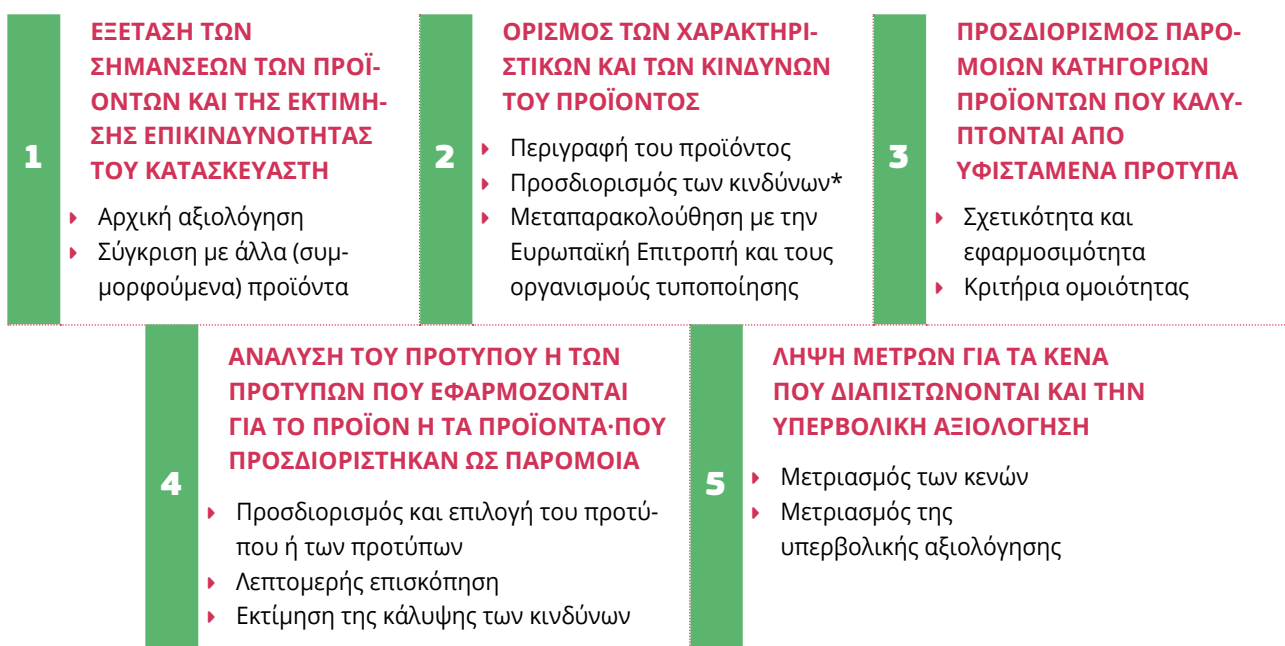 1
ΕΞΕΤΑΣΗ ΤΩΝ
ΣΗΜΑΝΣΕΩΝ ΤΩΝ ΠΡΟΪ-
ΟΝΤΩΝ ΚΑΙ ΤΗΣ ΕΚΤΙΜΗ-
ΣΗΣ ΕΠΙΚΙΝΔΥΝΟΤΗΤΑΣ
ΤΟΥ ΚΑΤΑΣΚΕΥΑΣΤΗ
Αρχική αξιολόγηση
Σύγκριση με άλλα (συμ-
μορφούμενα) προϊόντα
2
ΟΡΙΣΜΟΣ ΤΩΝ ΧΑΡΑΚΤΗΡΙ-
ΣΤΙΚΩΝ ΚΑΙ ΤΩΝ ΚΙΝΔΥΝΩΝ
ΤΟΥ ΠΡΟΪΟΝΤΟΣ
Περιγραφή του προϊόντος
Προσδιορισμός των κινδύνων*
Μεταπαρακολούθηση με την
Ευρωπαϊκή Επιτροπή και τους
οργανισμούς τυποποίησης
3
ΠΡΟΣΔΙΟΡΙΣΜΟΣ ΠΑΡΟ-
ΜΟΙΩΝ ΚΑΤΗΓΟΡΙΩΝ
ΠΡΟΪΟΝΤΩΝ ΠΟΥ ΚΑΛΥ-
ΠΤΟΝΤΑΙ ΑΠΟ
ΥΦΙΣΤΑΜΕΝΑ ΠΡΟΤΥΠΑ
Σχετικότητα και
εφαρμοσιμότητα
Κριτήρια ομοιότητας
4
ΑΝΑΛΥΣΗ ΤΟΥ ΠΡΟΤΥΠΟΥ Η ΤΩΝ
ΠΡΟΤΥΠΩΝ ΠΟΥ ΕΦΑΡΜΟΖΟΝΤΑΙ
ΓΙΑ ΤΟ ΠΡΟΪΟΝ Η ΤΑ ΠΡΟΪΟΝΤΑ·ΠΟΥ
ΠΡΟΣΔΙΟΡΙΣΤΗΚΑΝ ΩΣ ΠΑΡΟΜΟΙΑ
Προσδιορισμός και επιλογή του προτύ-
που ή των προτύπων
Λεπτομερής επισκόπηση
Εκτίμηση της κάλυψης των κινδύνων
5
ΛΗΨΗ ΜΕΤΡΩΝ ΓΙΑ ΤΑ ΚΕΝΑ
ΠΟΥ ΔΙΑΠΙΣΤΩΝΟΝΤΑΙ ΚΑΙ ΤΗΝ
ΥΠΕΡΒΟΛΙΚΗ ΑΞΙΟΛΟΓΗΣΗ
Μετριασμός των κενών
Μετριασμός της
υπερβολικής αξιολόγησης